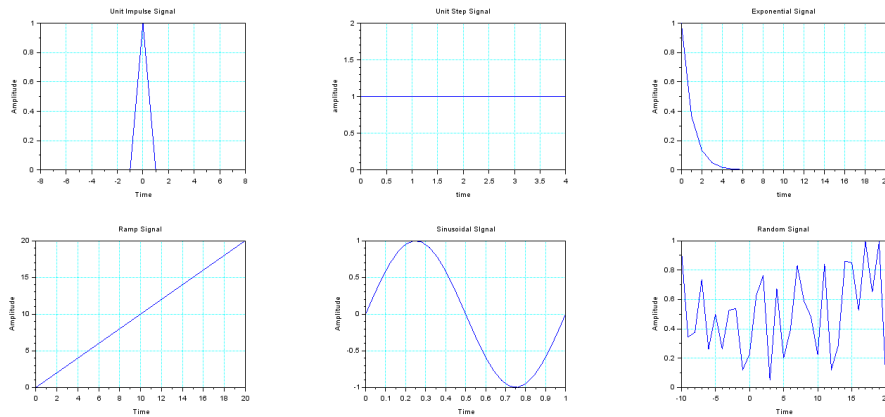 Unit Impulse Signal
1
0.8
0.6
0.4
0.2
0
Amplitude
-8 -6 -4 -2 0 2 4 6 8
Time
Unit Step Signal
2
1.5
1
0.5
0
amplitude
0 0.5 1 1.5 2 2.5 3 3.5 4
time
Exponential Signal
1
0.8
0.6
0.4
0.2
0
Amplitude
0 2 4 6 8 10 12 14 16 18 20
time
Ramp Signal
20
15
10
5
0
Amplitude
0 2 4 6 8 10 12 14 16 18 20
Time
Sinusoidal SIgnal
1
0.5
0
-0.5
-1
Amplitude
0 0.1 0.2 0.3 0.4 0.5 0.6 0.7 0.8 0.9 1
Time
Random Signal
1
0.8
0.6
0.4
0.2
0
Amplitude
-10 -5 0 5 10 15 20
Time